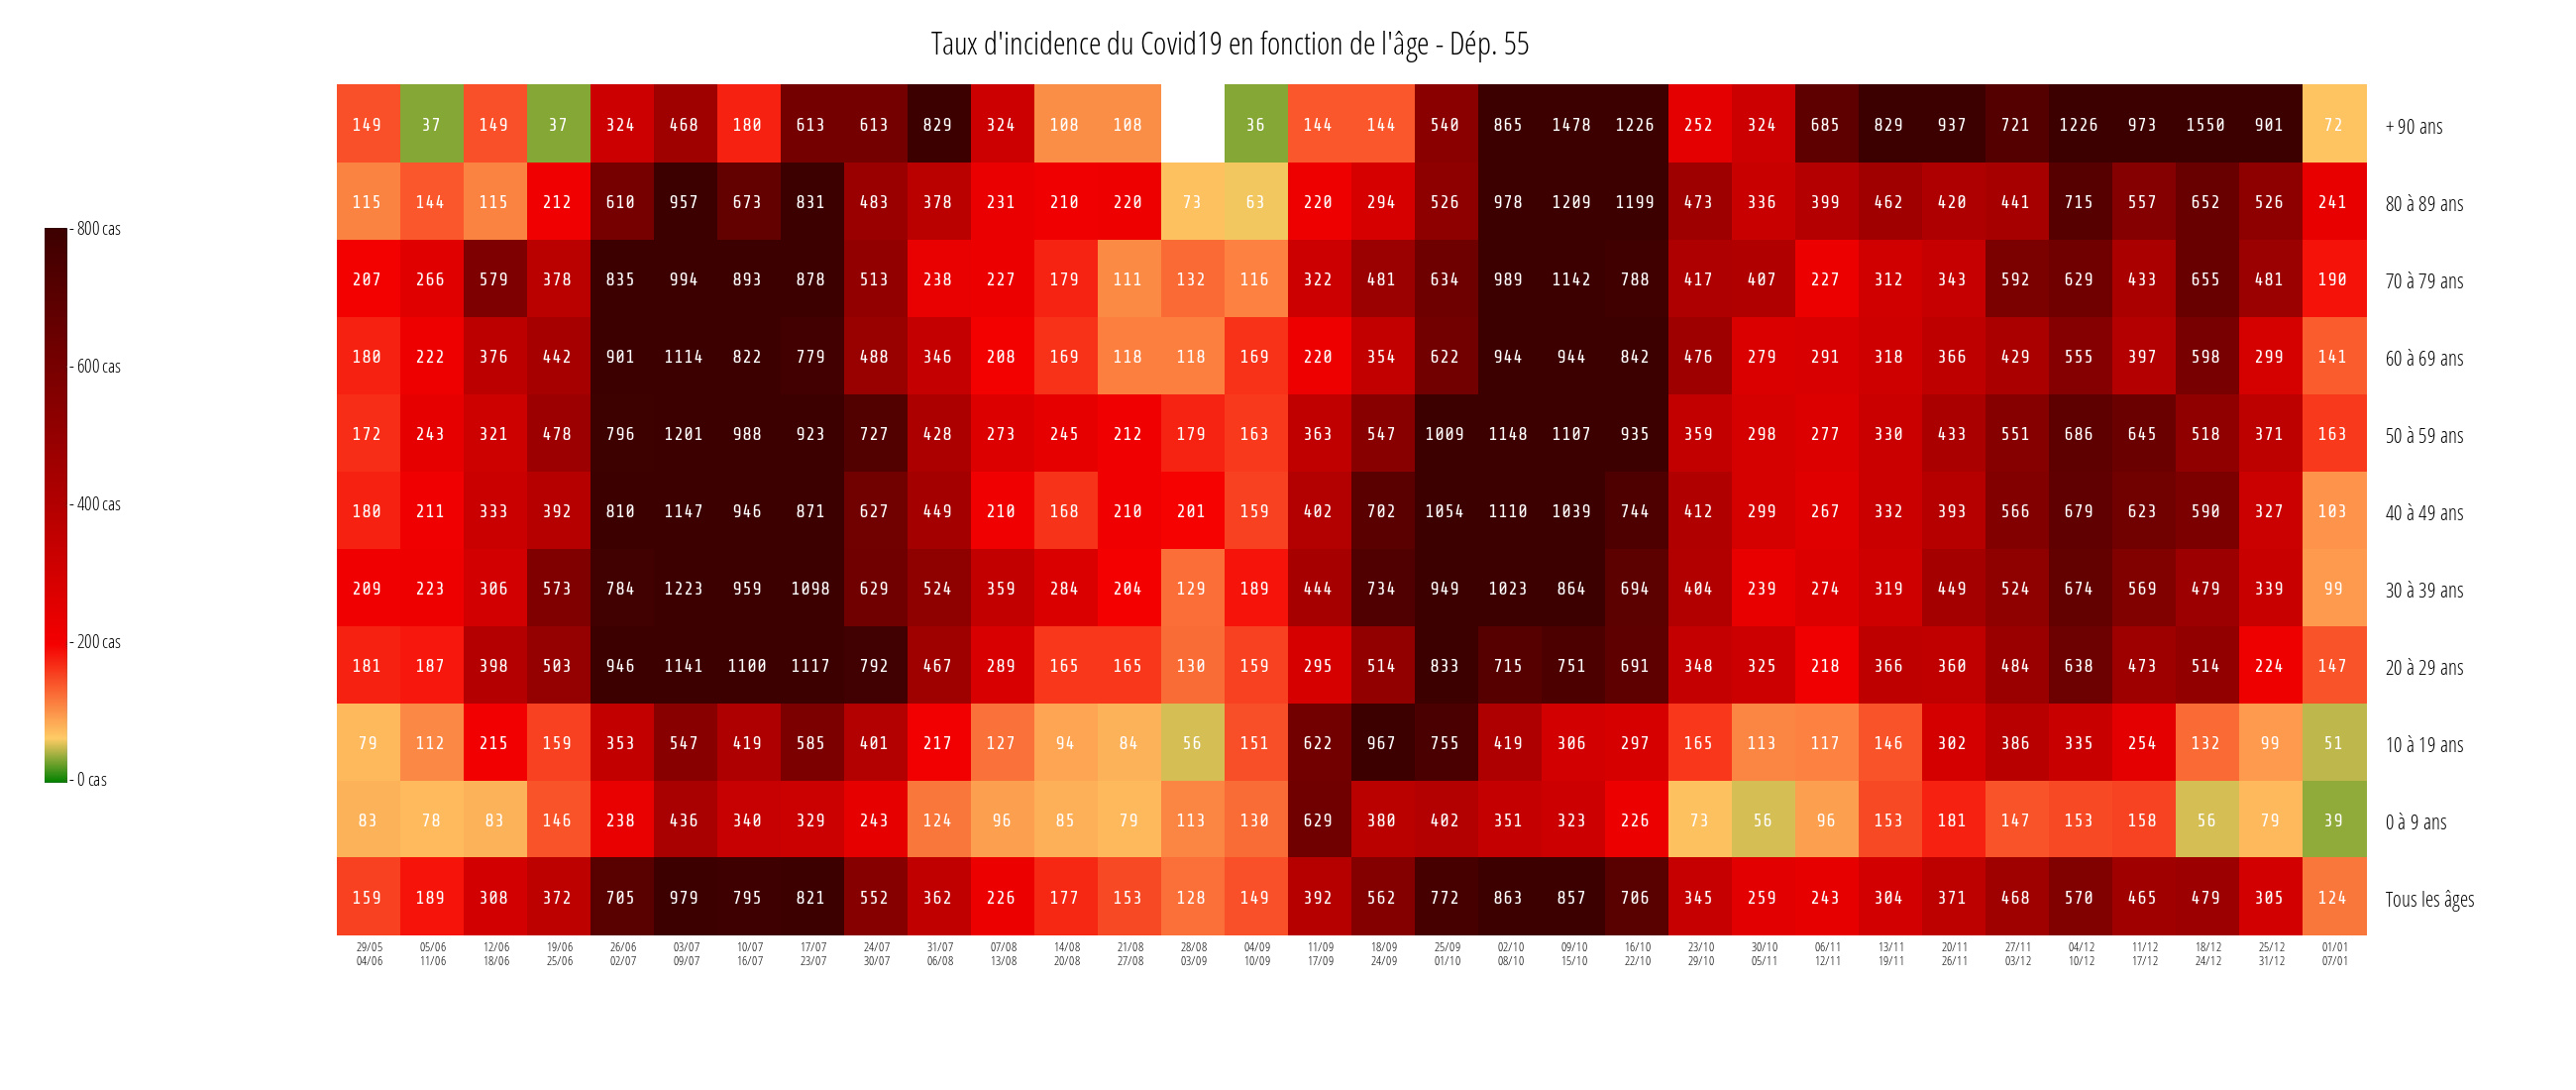 Taux d'incidence du Covid19 en fonction de l'âge - Dép. 55
149 37 149 37 324 468 180 613 613 829 324 108 108 36 144 144 540 865 1478 1226 252 324 685 829 937 721 1226 973 1550 901 72 + 90 ans
115 144 115 212 610 957 673 831 483 378 231 210 220 73 63 220 294 526 978 1209 1199 473 336 399 462 420 441 715 557 652 526 241 80 à 89 ans
- 800 cas
207 266 579 378 835 994 893 878 513 238 227 179 111 132 116 322 481 634 989 1142 788 417 407 227 312 343 592 629 433 655 481 190 70 à 79 ans
180 222 376 442 901 1114 822 779 488 346 208 169 118 118 169 220 354 622 944 944 842 476 279 291 318 366 429 555 397 598 299 141 60 à 69 ans
- 600 cas
172 243 321 478 796 1201 988 923 727 428 273 245 212 179 163 363 547 1009 1148 1107 935 359 298 277 330 433 551 686 645 518 371 163 50 à 59 ans
- 400 cas
180 211 333 392 810 1147 946 871 627 449 210 168 210 201 159 402 702 1054 1110 1039 744 412 299 267 332 393 566 679 623 590 327 103 40 à 49 ans
209 223 306 573 784 1223 959 1098 629 524 359 284 204 129 189 444 734 949 1023 864 694 404 239 274 319 449 524 674 569 479 339 99 30 à 39 ans
- 200 cas
181 187 398 503 946 1141 1100 1117 792 467 289 165 165 130 159 295 514 833 715 751 691 348 325 218 366 360 484 638 473 514 224 147 20 à 29 ans
79 112 215 159 353 547 419 585 401 217 127 94 84 56 151 622 967 755 419 306 297 165 113 117 146 302 386 335 254 132 99 51 10 à 19 ans
- 0 cas
83 78 83 146 238 436 340 329 243 124 96 85 79 113 130 629 380 402 351 323 226 73 56 96 153 181 147 153 158 56 79 39 0 à 9 ans
159 189 308 372 705 979 795 821 552 362 226 177 153 128 149 392 562 772 863 857 706 345 259 243 304 371 468 570 465 479 305 124 Tous les âges
29/05 05/06 12/06 19/06 26/06 03/07 10/07 17/07 24/07 31/07 07/08 14/08 21/08 28/08 04/09 11/09 18/09 25/09 02/10 09/10 16/10 23/10 30/10 06/11 13/11 20/11 27/11 04/12 11/12 18/12 25/12 01/01
04/06 11/06 18/06 25/06 02/07 09/07 16/07 23/07 30/07 06/08 13/08 20/08 27/08 03/09 10/09 17/09 24/09 01/10 08/10 15/10 22/10 29/10 05/11 12/11 19/11 26/11 03/12 10/12 17/12 24/12 31/12 07/01